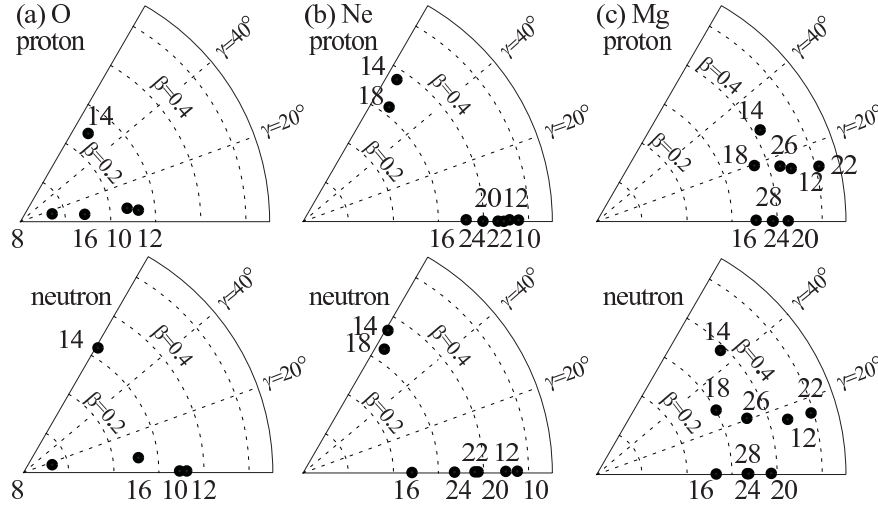 (a) O
proton
γ=40°
β=0.4
14
γ=20°
β=0.2
8 16 10 12
(b) Ne
proton
γ=40°
14
β=0.4
18
γ=20°
β=0.2
20 12
16 24 22 10
(c) Mg
proton
γ=40°
β=0.4
14
γ=20°
β=0.2
18 26
12 22
28
16 24 20
neutron
γ=40°
14
β=0.4
γ=20°
β=0.2
8 16 10 12
neutron
γ=40°
14
18
β=0.4
γ=20°
β=0.2
22 12
16 24 20 10
neutron
γ=40°
14
β=0.4
γ=20°
18 26 22
β=0.2
12
28
16 24 20